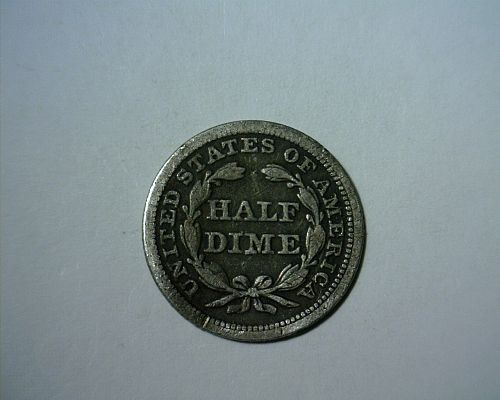 UNITED STATES OF AMERICA
HALF
DIME